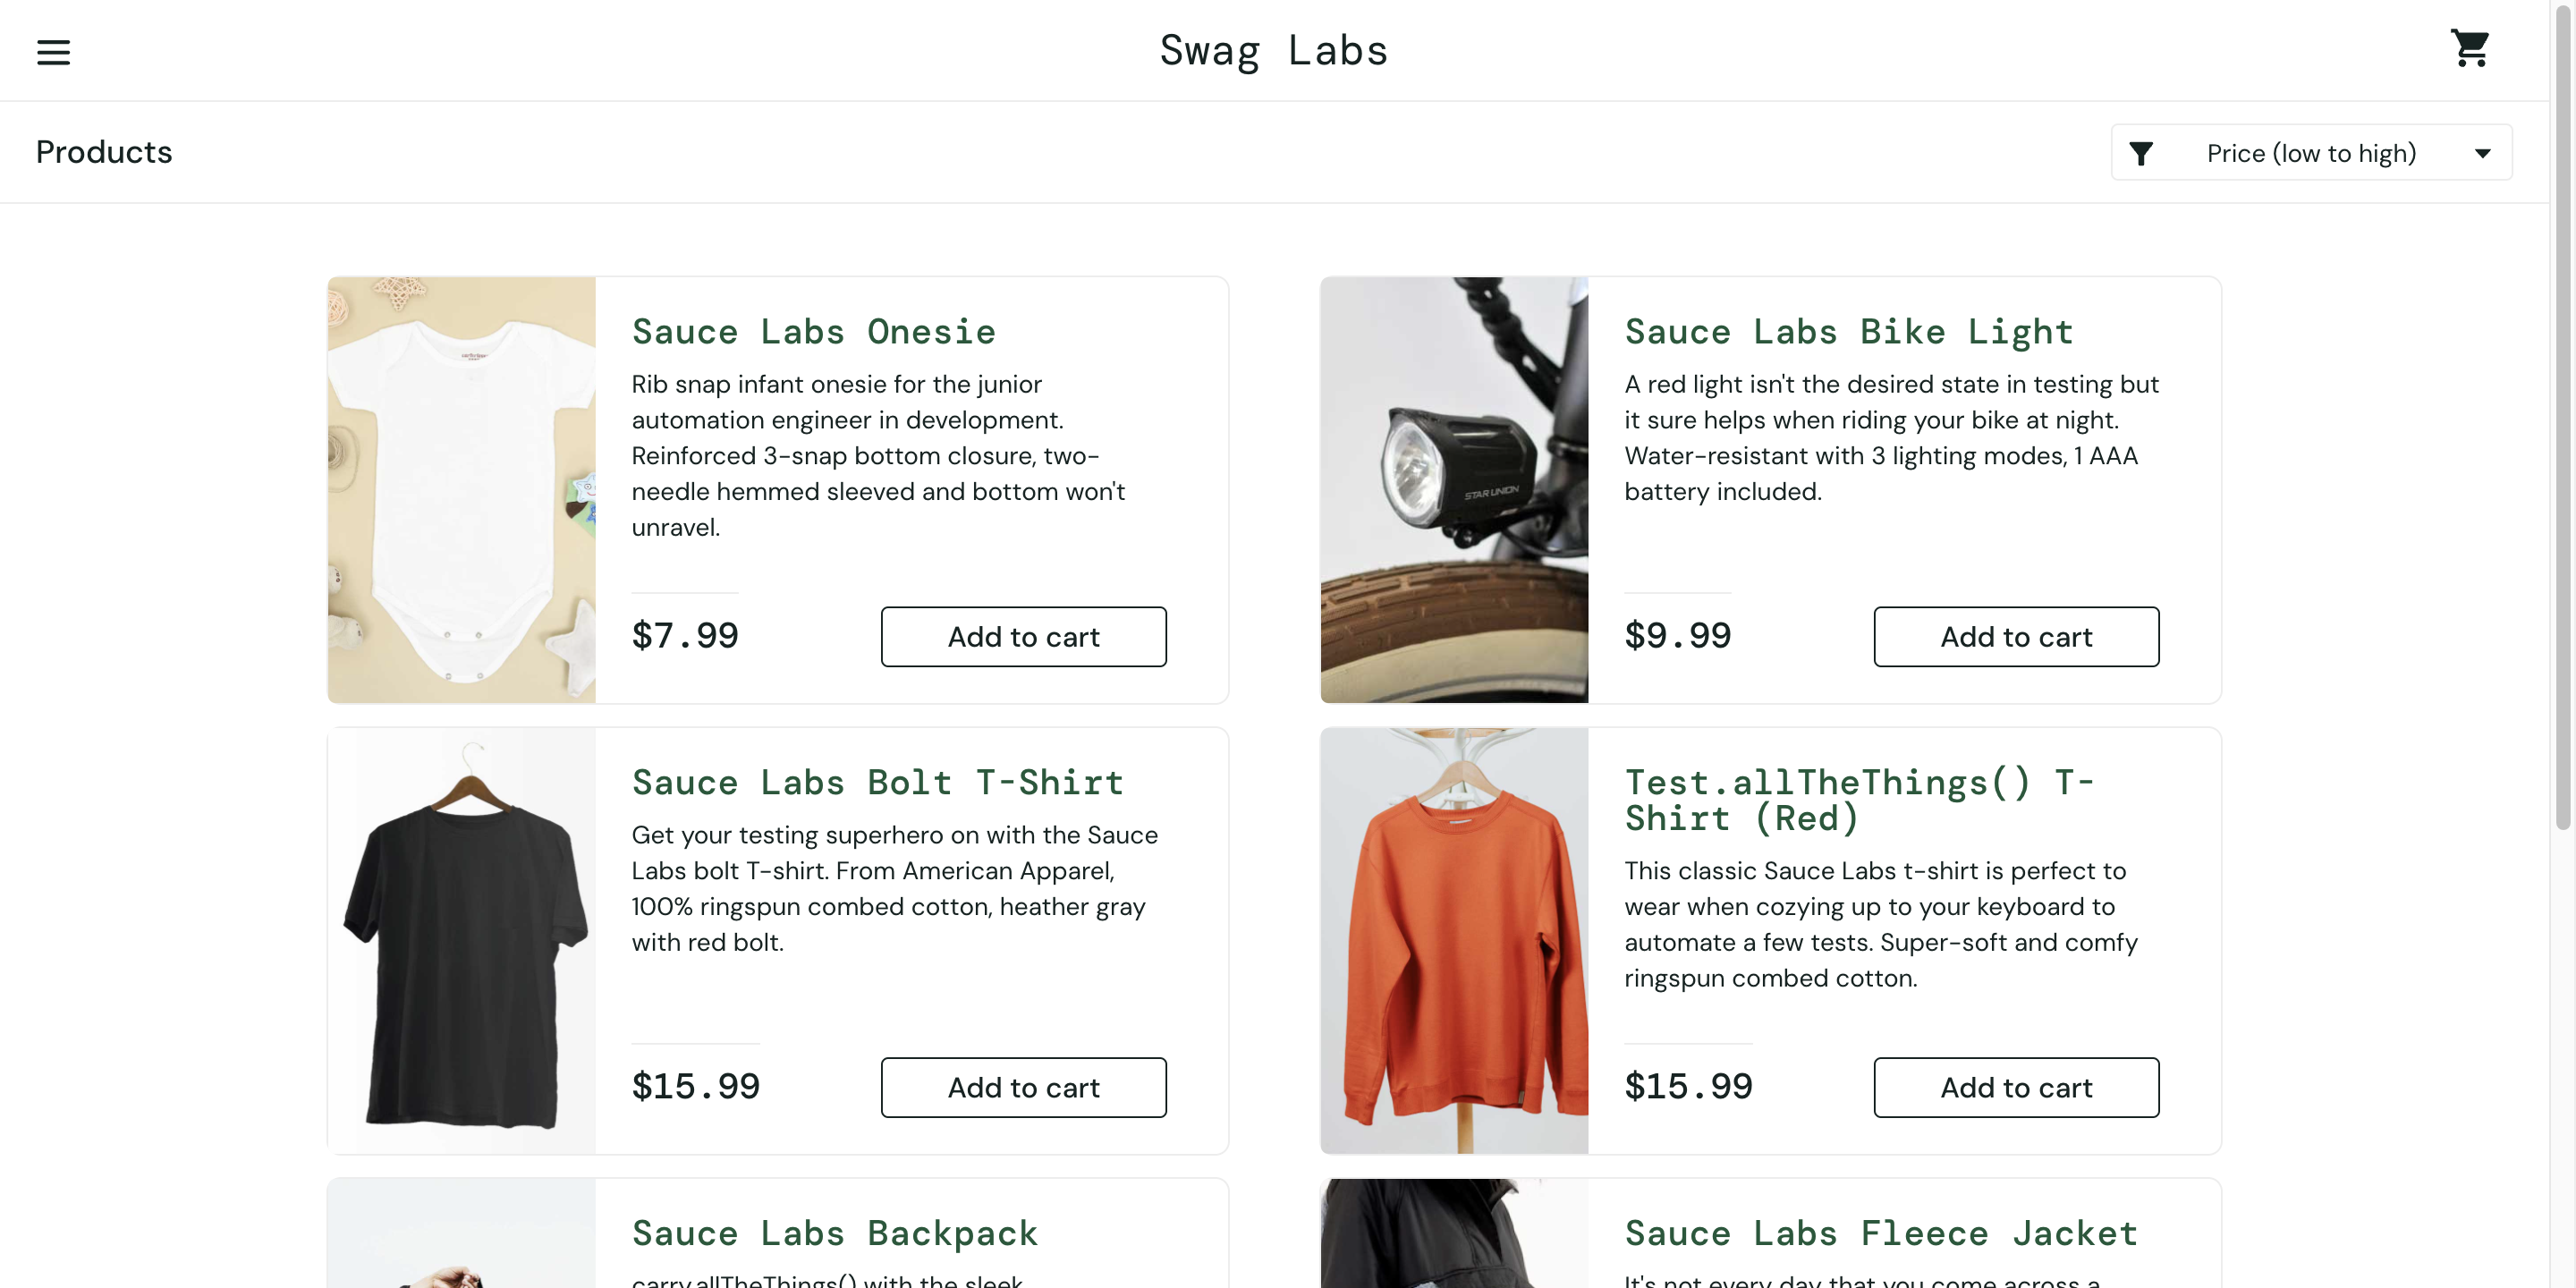 Swag Labs
Products
Price (low to high)
Sauce Labs Onesie
Rib snap infant onesie for the junior
automation engineer in development.
Reinforced 3-snap bottom closure, two-
needle hemmed sleeved and bottom won't
unravel.
$7.99
Add to cart
Sauce Labs Bike Light
A red light isn't the desired state in testing but
it sure helps when riding your bike at night.
Water-resistant with 3 lighting modes, 1 AAA
battery included.
$9.99
Add to cart
STAR UNION
Sauce Labs Bolt T-Shirt
Get your testing superhero on with the Sauce
Labs bolt T-shirt. From American Apparel,
100% ringspun combed cotton, heather gray
with red bolt.
$15.99
Add to cart
Test.allTheThings() T-
Shirt (Red)
This classic Sauce Labs t-shirt is perfect to
wear when cozying up to your keyboard to
automate a few tests. Super-soft and comfy
ringspun combed cotton.
$15.99
Add to cart
Sauce Labs Backpack
carry.allTheThings() with the sleek,
Sauce Labs Fleece Jacket
It's not every day that you come across a